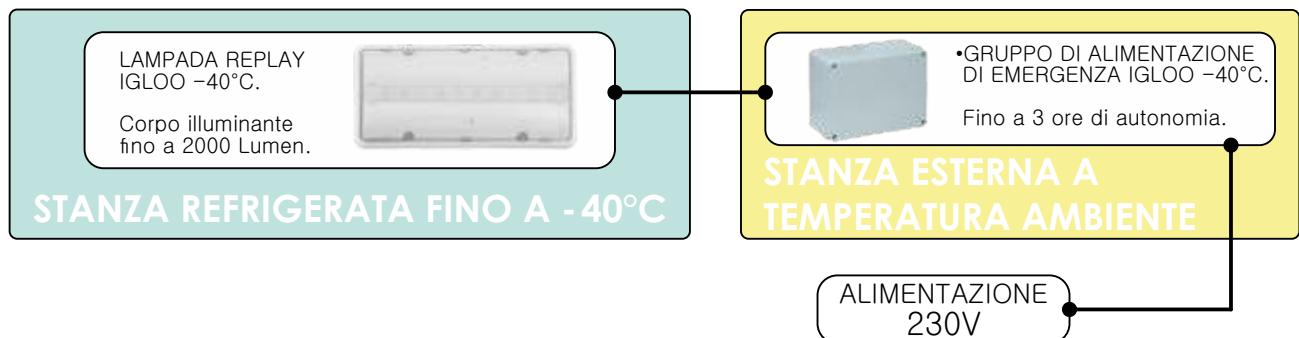 LAMPADA REPLAY
IGLOO –40°C.
Corpo illuminante
fino a 2000 Lumen.
STANZA REFRIGERATA FINO A - 40°C
•GRUPPO DI ALIMENTAZIONE
DI EMERGENZA IGLOO –40°C.
Fino a 3 ore di autonomia.
STANZA ESTERNA A
TEMPERATURA AMBIENTE
ALIMENTAZIONE
230V